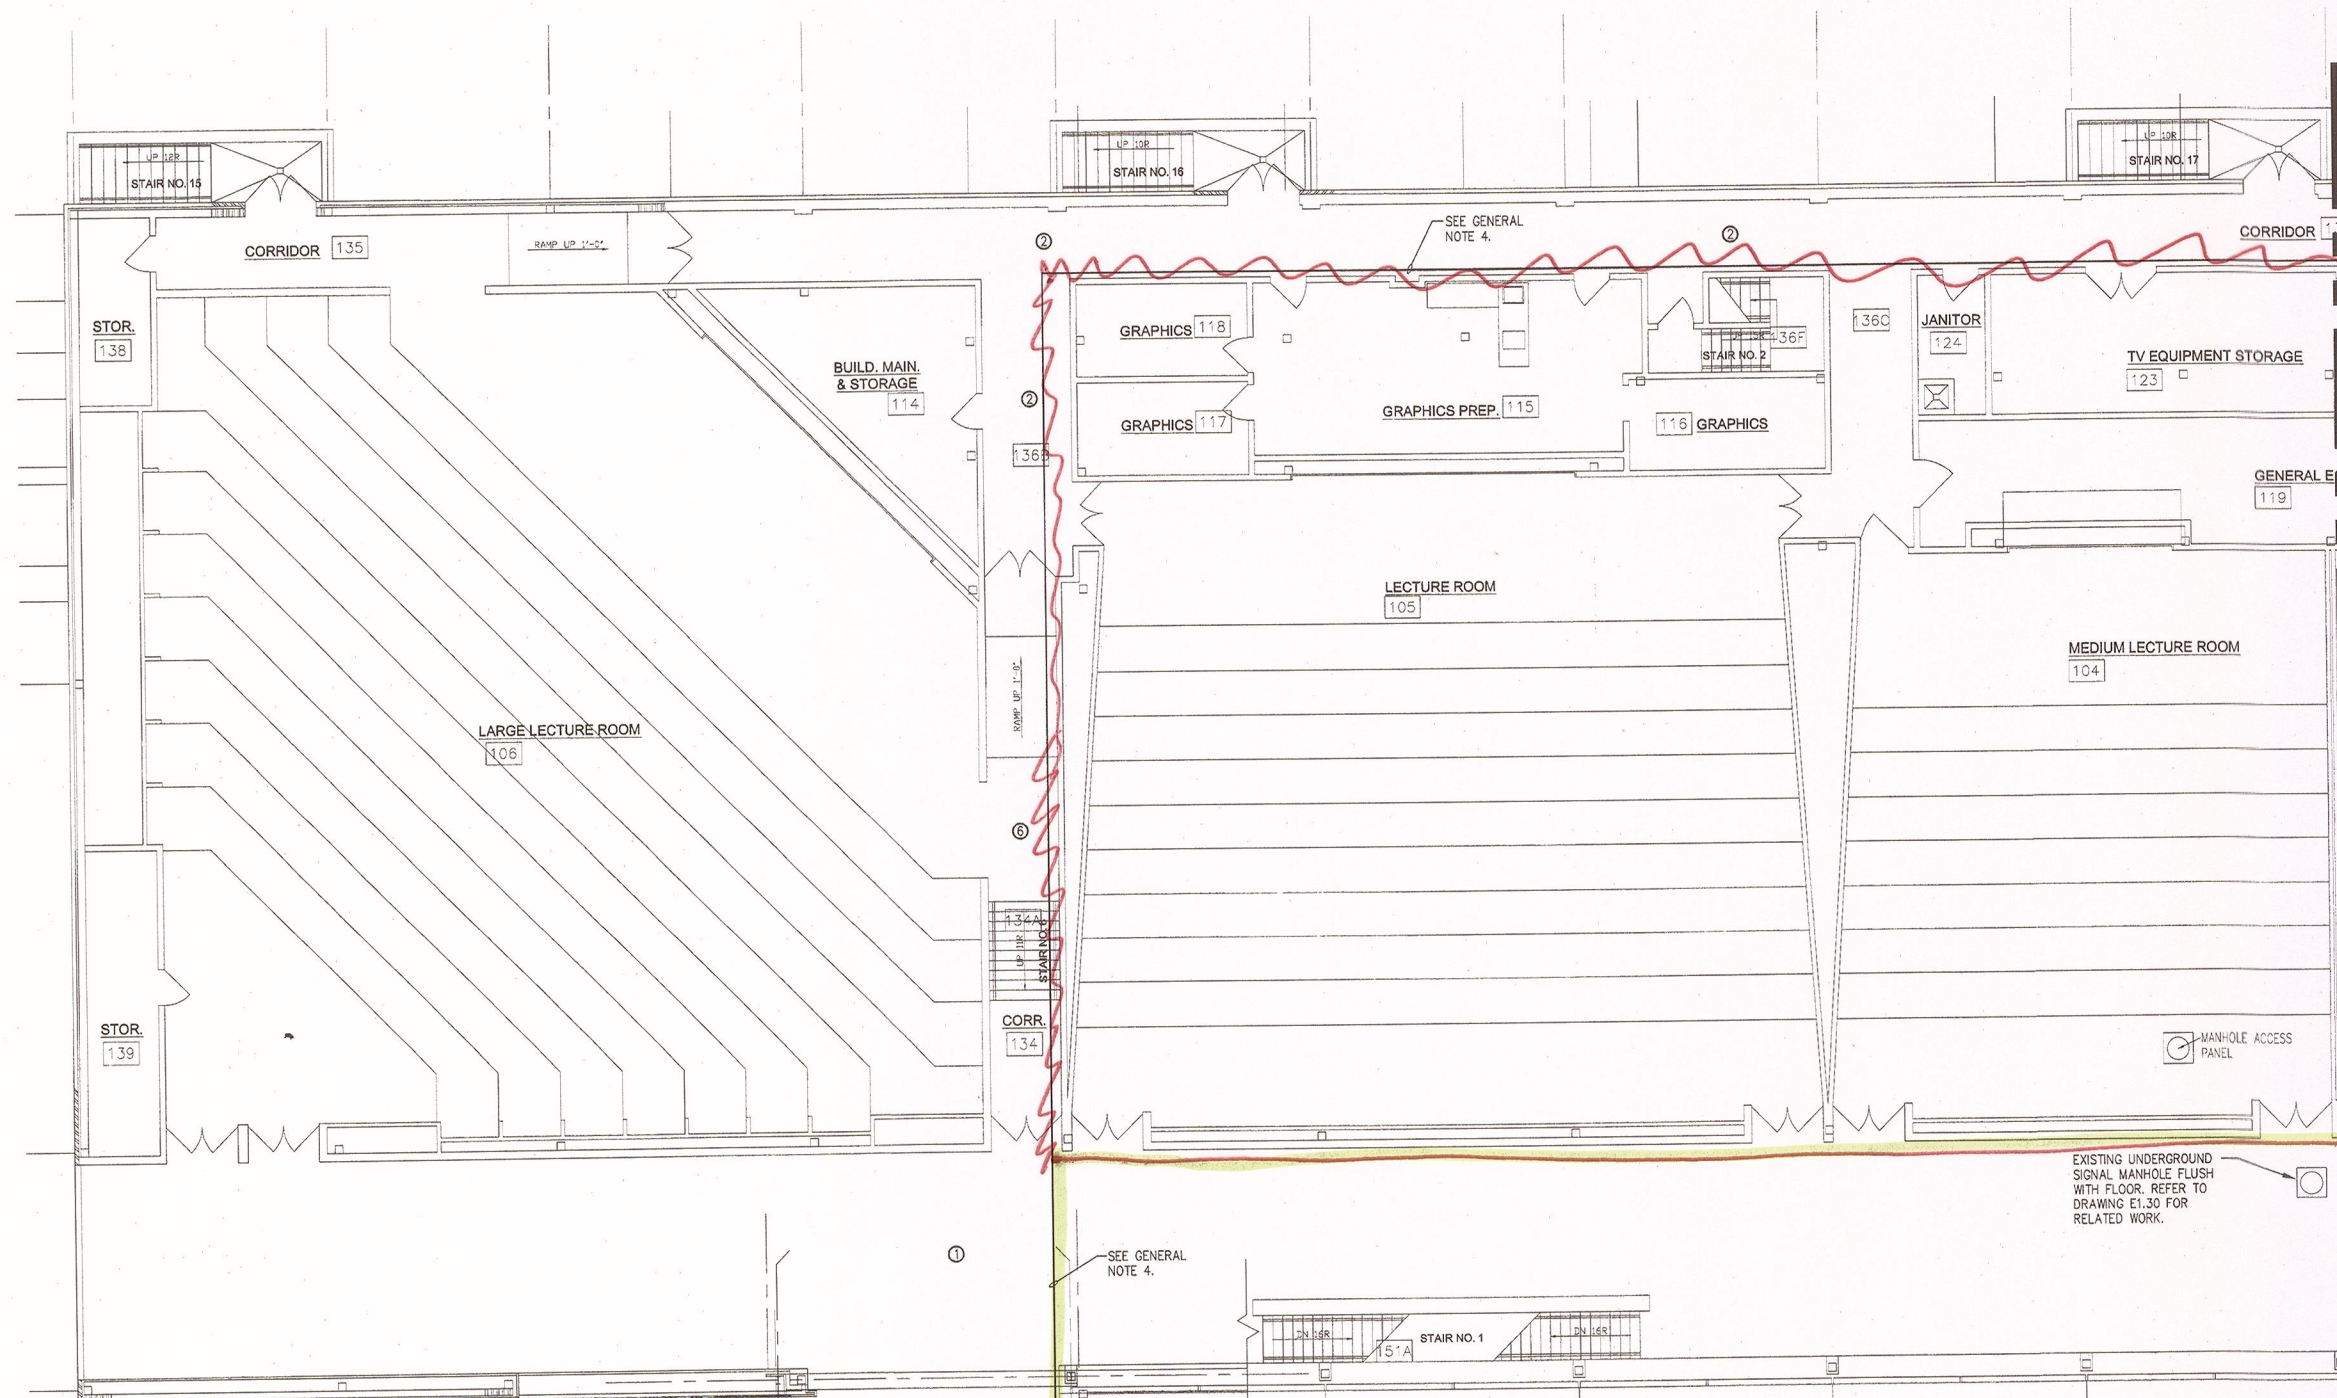 UP 12R
STAIR NO. 15
UP 10R
STAIR NO. 16
UP 10R
STAIR NO. 17
CORRIDOR 135
RAMP UP 1'-0"
②
SEE GENERAL
NOTE 4.
②
CORRIDOR
STOR.
138
BUILD. MAIN.
& STORAGE
114
②
136B
GRAPHICS 118
GRAPHICS 117
GRAPHICS PREP. 115
STAIR NO. 2
136F
116 GRAPHICS
136C
JANITOR
124
TV EQUIPMENT STORAGE
123
GENERAL
119
LECTURE ROOM
105
MEDIUM LECTURE ROOM
104
RAMP UP 1'-0"
LARGE LECTURE ROOM
106
⑥
134A
UP 11R
STAIR NO.
CORR.
134
STOR.
139
MANHOLE ACCESS
PANEL
EXISTING UNDERGROUND
SIGNAL MANHOLE FLUSH
WITH FLOOR. REFER TO
DRAWING E1.30 FOR
RELATED WORK.
①
SEE GENERAL
NOTE 4.
DN 16R
STAIR NO. 1
DN 16R
151A